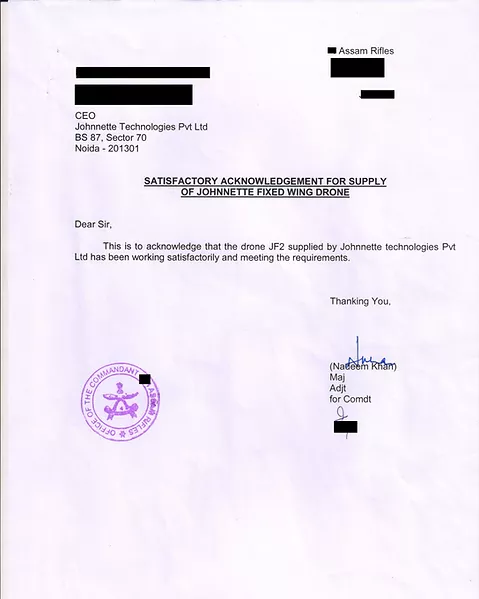 Assam Rifles
CEO
Johnnette Technologies Pvt Ltd
BS 87, Sector 70
Noida - 201301
SATISFACTORY ACKNOWLEDGEMENT FOR SUPPLY
OF JOHNNETTE FIXED WING DRONE
Dear Sir,
This is to acknowledge that the drone JF2 supplied by Johnnette technologies Pvt
Ltd has been working satisfactorily and meeting the requirements.
Thanking You,
(Nadeem Khan)
Maj
Adjt
for Comdt
OFFICE OF THE COMMANDANT
ASSAM RIFLES